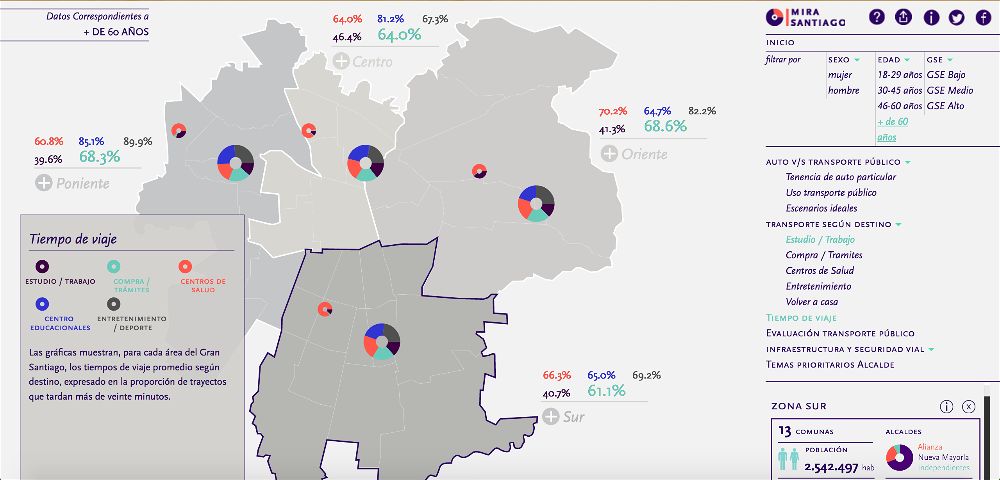 Datos Correspondientes a
+ DE 60 AÑOS
64.0% 81.2% 67.3%
46.4% 64.0%
Centro
60.8% 85.1% 89.9%
39.6% 68.3%
Poniente
70.2% 64.7% 82.2%
41.3% 68.6%
Oriente
66.3% 65.0% 69.2%
40.7% 61.1%
Sur
Tiempo de viaje
ESTUDIO / TRABAJO
COMPRA /
TRÁMITES
CENTROS DE
SALUD
CENTRO
EDUCACIONALES
ENTRETENIMIENTO
/ DEPORTE
Las gráficas muestran, para cada área del Gran
Santiago, los tiempos de viaje promedio según
destino, expresado en la proporción de trayectos
que tardan más de veinte minutos.
MIRA
SANTIAGO
INICIO
filtrar por
SEXO
mujer
hombre
EDAD
18-29 años
30-45 años
46-60 años
+ de 60
años
GSE
GSE Bajo
GSE Medio
GSE Alto
AUTO V/S TRANSPORTE PÚBLICO
Tenencia de auto particular
Uso transporte público
Escenarios ideales
TRANSPORTE SEGÚN DESTINO
Estudio / Trabajo
Compra / Tramites
Centros de Salud
Entretenimiento
Volver a casa
TIEMPO DE VIAJE
EVALUACIÓN TRANSPORTE PÚBLICO
INFRAESTRUCTURA Y SEGURIDAD VIAL
TEMAS PRIORITARIOS ALCALDE
ZONA SUR
13 COMUNAS
POBLACIÓN
2.542.497 hab
ALCALDES
Alianza
Nueva Mayoría
Independientes